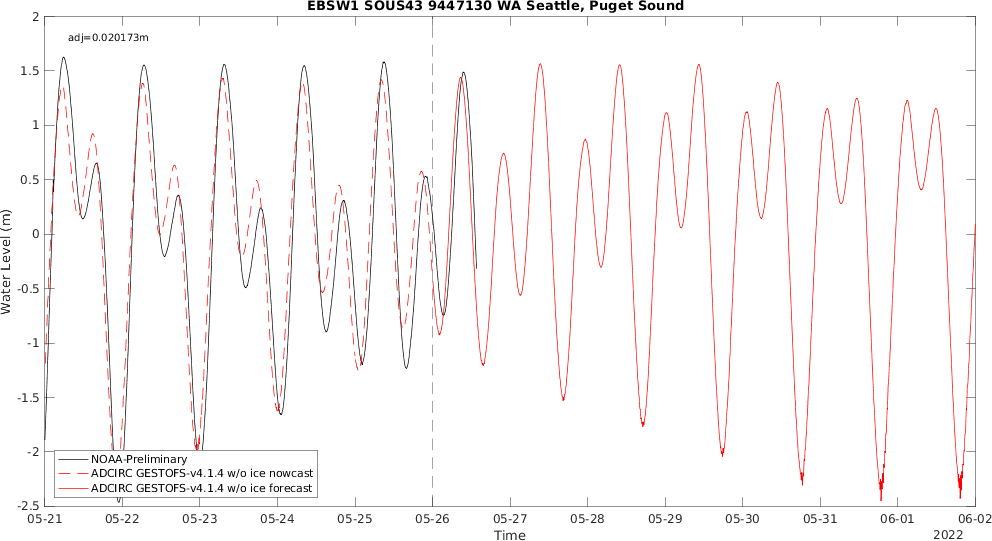 EBSW1 SOUS43 9447130 WA Seattle, Puget Sound
adj=0.020173m
2
1.5
1
0.5
0
-0.5
-1
-1.5
-2
-2.5
Water Level (m)
NOAA-Preliminary
ADCIRC GESTOFS-v4.1.4 w/o ice nowcast
ADCIRC GESTOFS-v4.1.4 w/o ice forecast
05-21 05-22 05-23 05-24 05-25 05-26 05-27 05-28 05-29 05-30 05-31 06-01 06-02
Time
2022